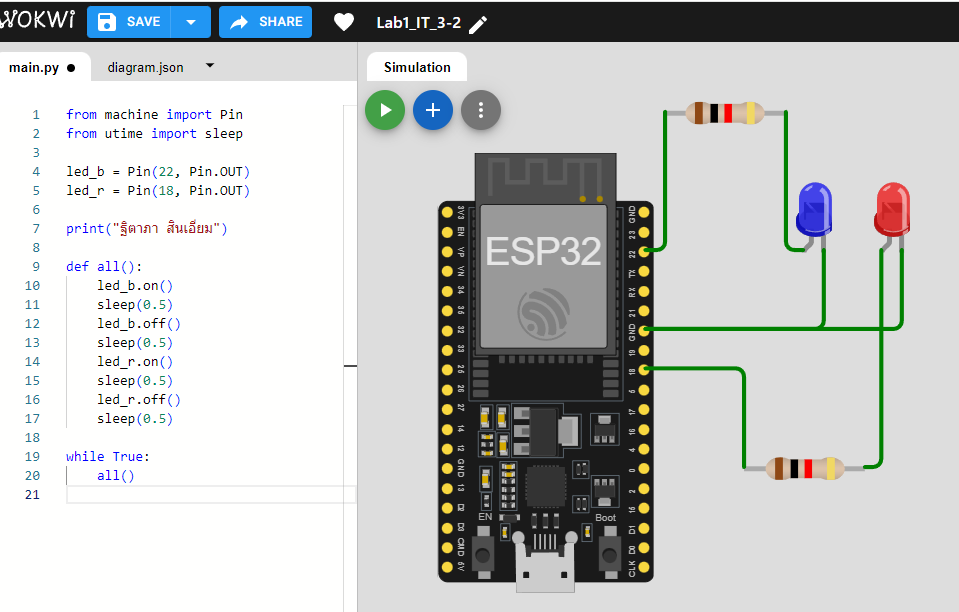 WOKWI SAVE SHARE Lab1_IT_3-2
main.py ● diagram.json Simulation
1 from machine import Pin
2 from utime import sleep
3
4 led_b = Pin(22, Pin.OUT)
5 led_r = Pin(18, Pin.OUT)
6
7 print("ฐิตาภา สินเอี่ยม")
8
9 def all():
10 led_b.on()
11 sleep(0.5)
12 led_b.off()
13 sleep(0.5)
14 led_r.on()
15 sleep(0.5)
16 led_r.off()
17 sleep(0.5)
18
19 while True:
20 all()
21
ESP32
3V3
EN
VP
VN
34
35
32
33
25
26
27
14
12
GND
13
D2
D3
CMD
5V
GND
23
22
TX
RX
21
GND
19
18
5
17
16
4
0
2
15
D1
D0
CLK
EN
Boot